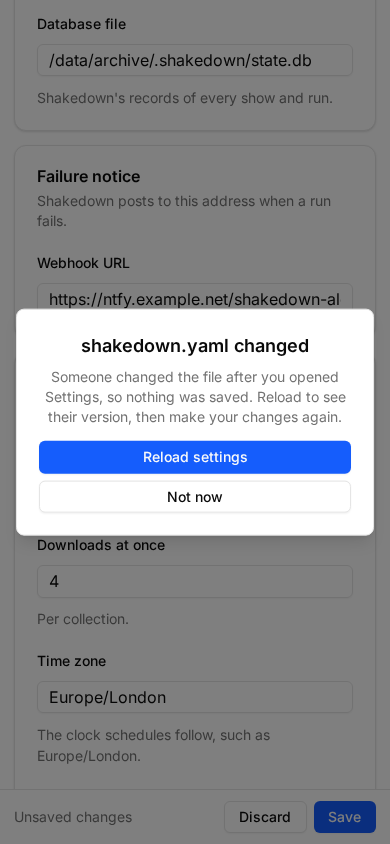 Database file
/data/archive/.shakedown/state.db
Shakedown's records of every show and run.
Failure notice
Shakedown posts to this address when a run
fails.
Webhook URL
https://ntfy.example.net/shakedown-al
shakedown.yaml changed
Someone changed the file after you opened
Settings, so nothing was saved. Reload to see
their version, then make your changes again.
Reload settings
Not now
Downloads at once
4
Per collection.
Time zone
Europe/London
The clock schedules follow, such as
Europe/London.
Unsaved changes
Discard
Save